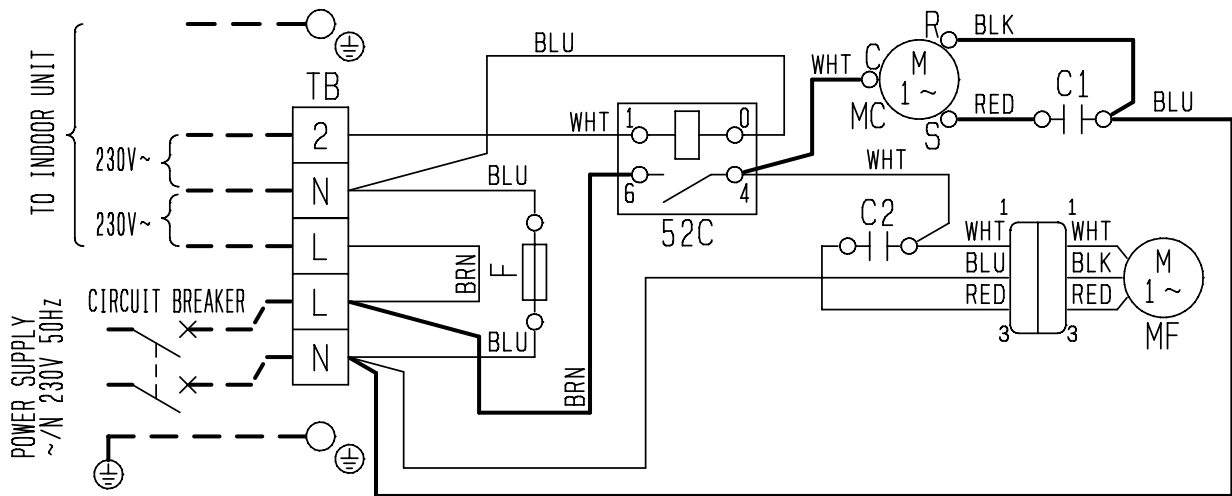 TO INDOOR UNIT
230V~
230V~
TB
2
N
L
L
N
CIRCUIT BREAKER
POWER SUPPLY
~/N 230V 50Hz
BLU
WHT
1
0
6
4
52C
BLU
F
BRN
BLU
BRN
WHT
C
R
M
1~
MC
S
BLK
RED
C1
BLU
WHT
C2
1
1
WHT
BLU
RED
3
3
WHT
BLK
RED
M
1~
MF